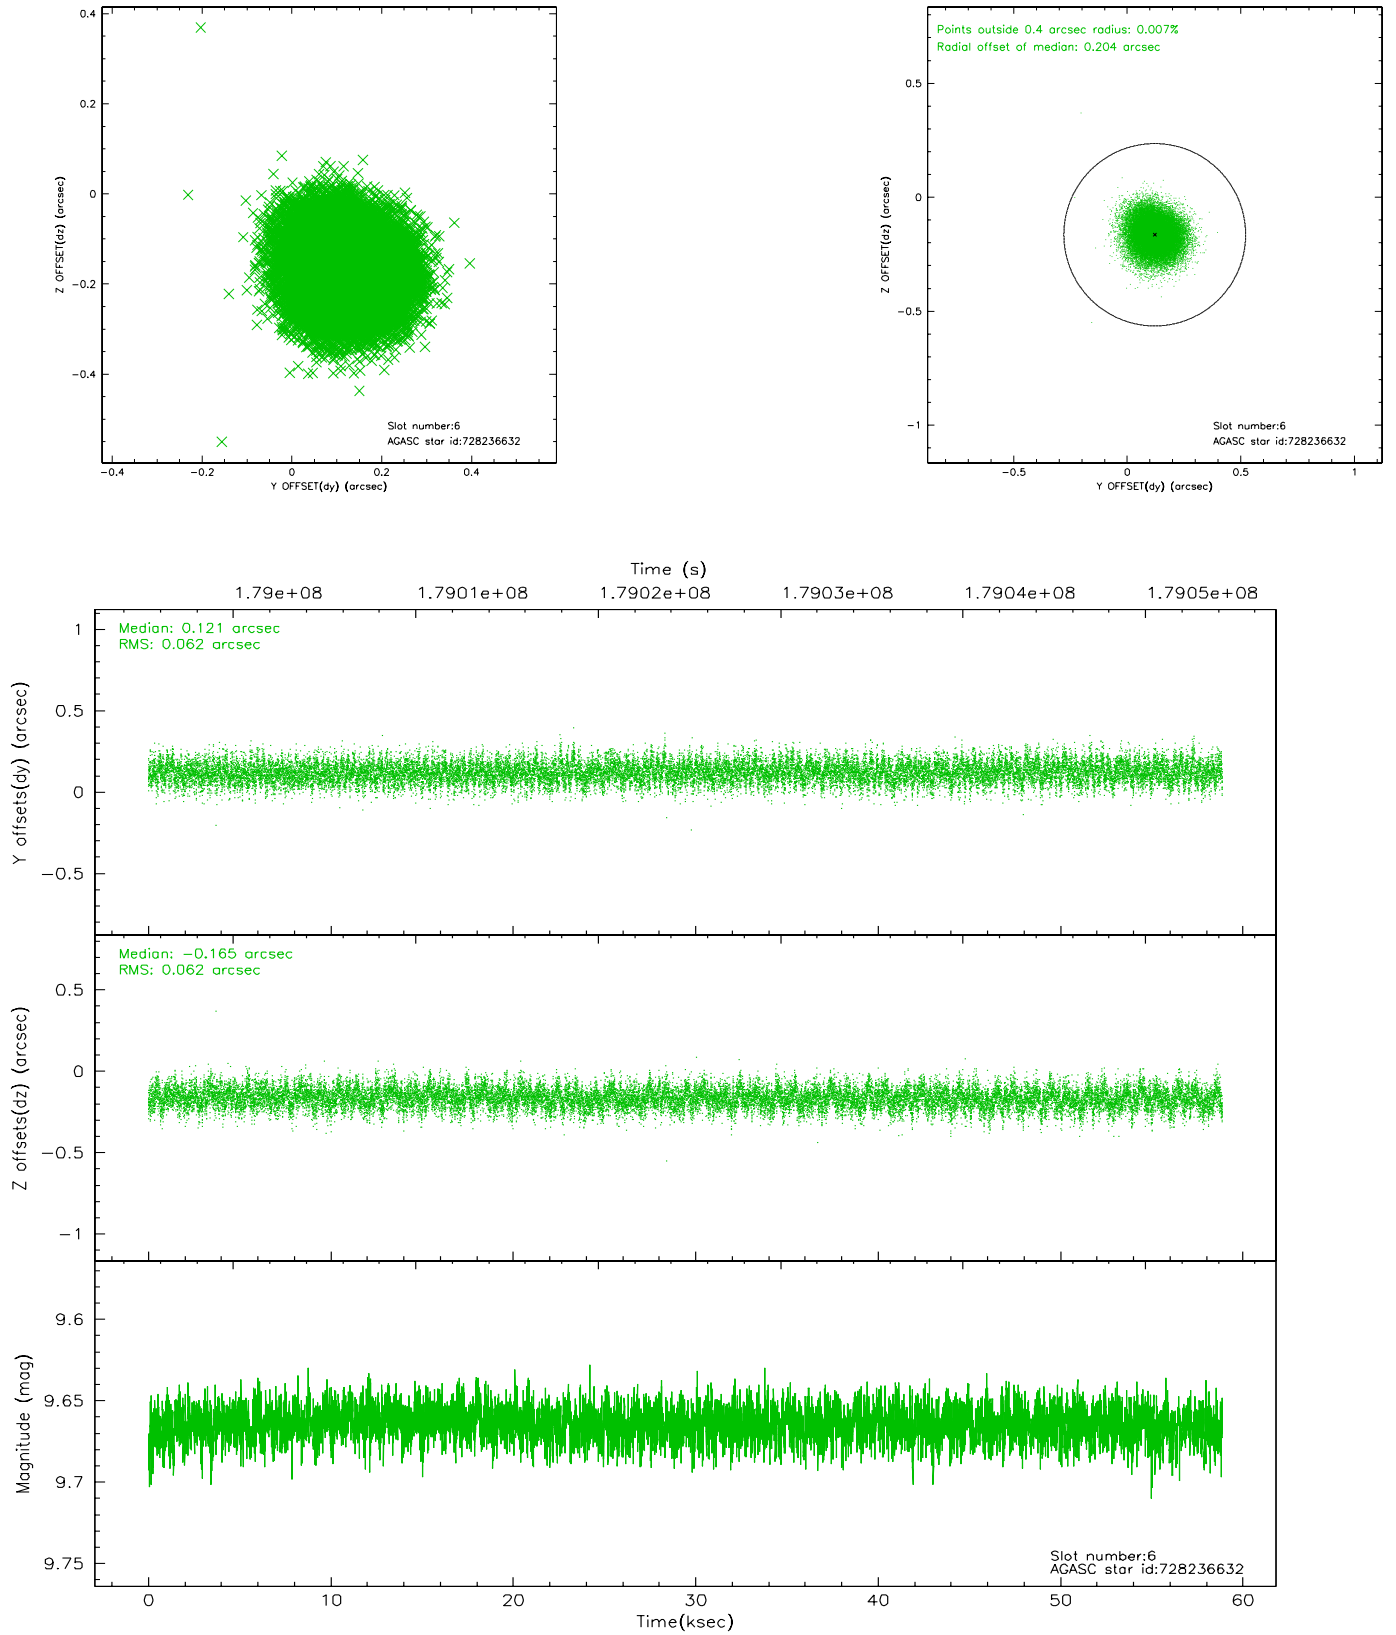 0.4
0.2
0
−0.2
−0.4
Z OFFSET(dz) (arcsec)
Slot number:6
AGASC star id:728236632
−0.4 −0.2 0 0.2 0.4
Y OFFSET(dy) (arcsec)
Points outside 0.4 arcsec radius: 0.007%
Radial offset of median: 0.204 arcsec
0.5
0
−0.5
−1
Z OFFSET(dz) (arcsec)
Slot number:6
AGASC star id:728236632
−0.5 0 0.5 1
Y OFFSET(dy) (arcsec)
Time (s)
1.79e+08 1.7901e+08 1.7902e+08 1.7903e+08 1.7904e+08 1.7905e+08
Median: 0.121 arcsec
RMS: 0.062 arcsec
1
0.5
0
−0.5
Y offsets(dy) (arcsec)
Median: −0.165 arcsec
RMS: 0.062 arcsec
0.5
0
−0.5
−1
Z offsets(dz) (arcsec)
9.6
9.65
9.7
9.75
Magnitude (mag)
Slot number:6
AGASC star id:728236632
0 10 20 30 40 50 60
Time(ksec)